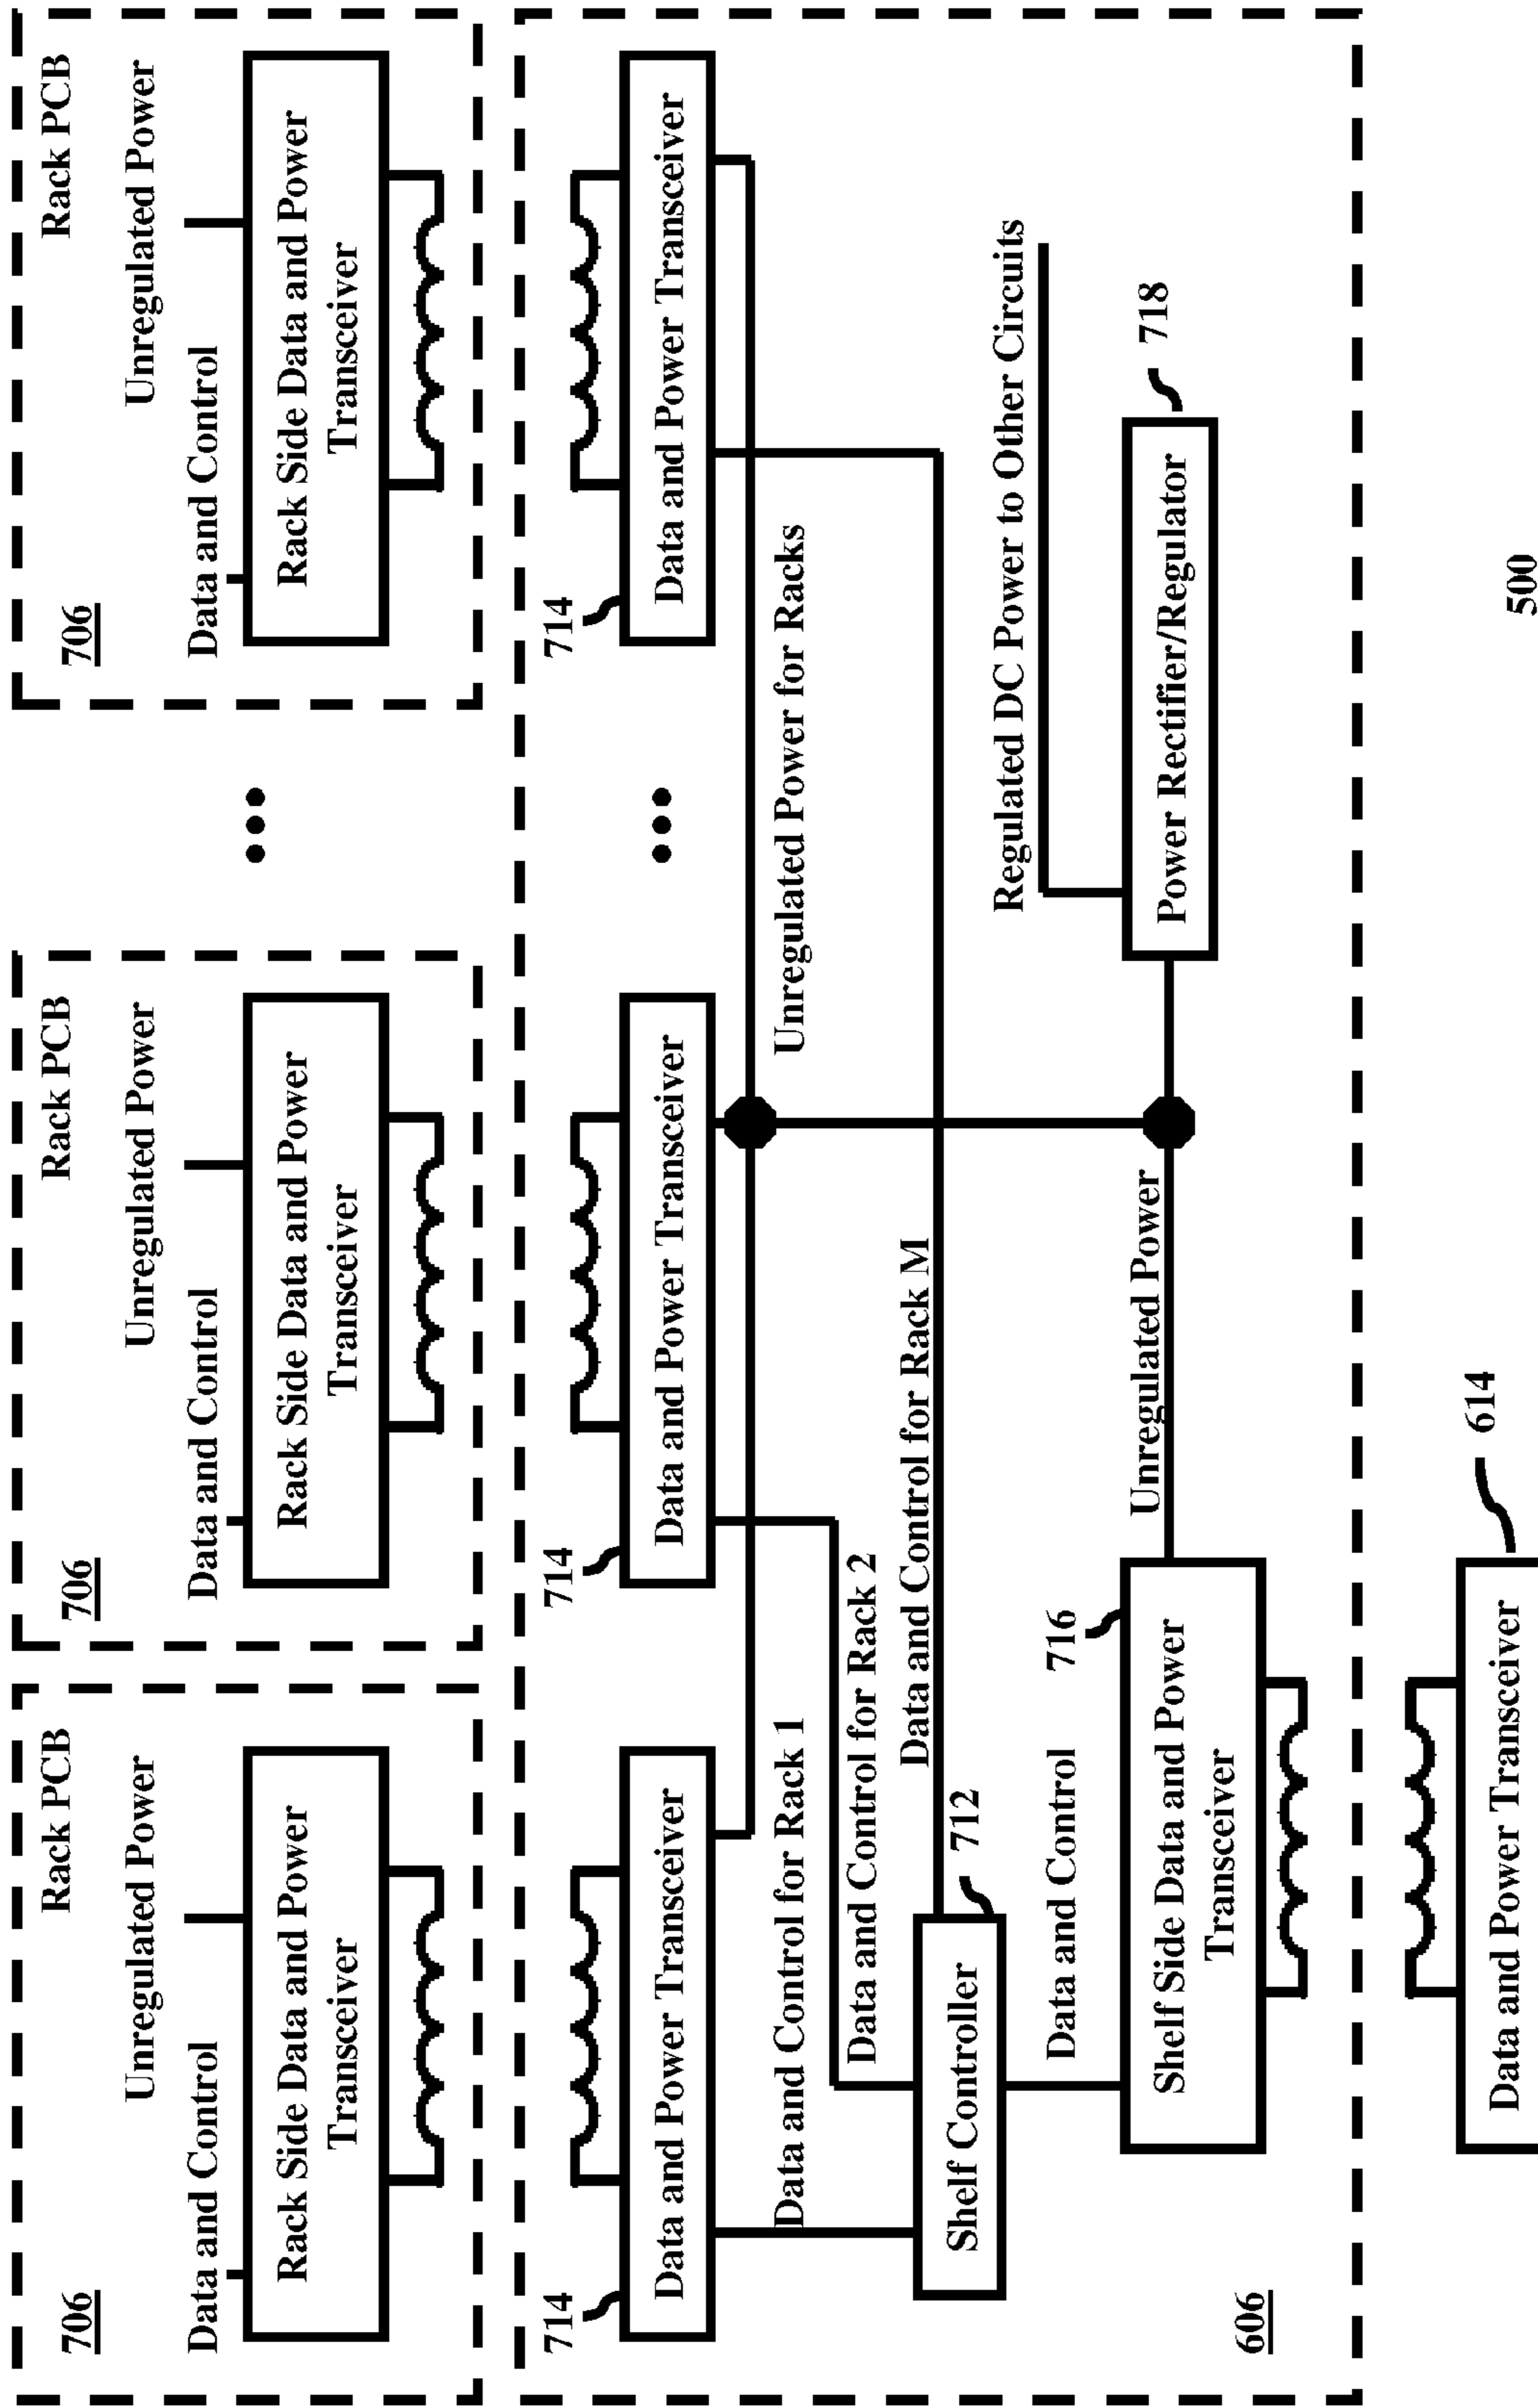 Rack PCB
706
Unregulated Power
Data and Control
Rack Side Data and Power
Transceiver
Rack PCB
706
Unregulated Power
Data and Control
Rack Side Data and Power
Transceiver
Rack PCB
706
Unregulated Power
Data and Control
Rack Side Data and Power
Transceiver
714
Data and Power Transceiver
714
Data and Power Transceiver
714
Data and Power Transceiver
Data and Control for Rack 1
Unregulated Power for Racks
Data and Control for Rack 2
Data and Control for Rack M
Shelf Controller
712
Regulated DC Power to Other Circuits
Data and Control
716
Unregulated Power
Shelf Side Data and Power
Transceiver
Power Rectifier/Regulator
718
606
614
Data and Power Transceiver
500